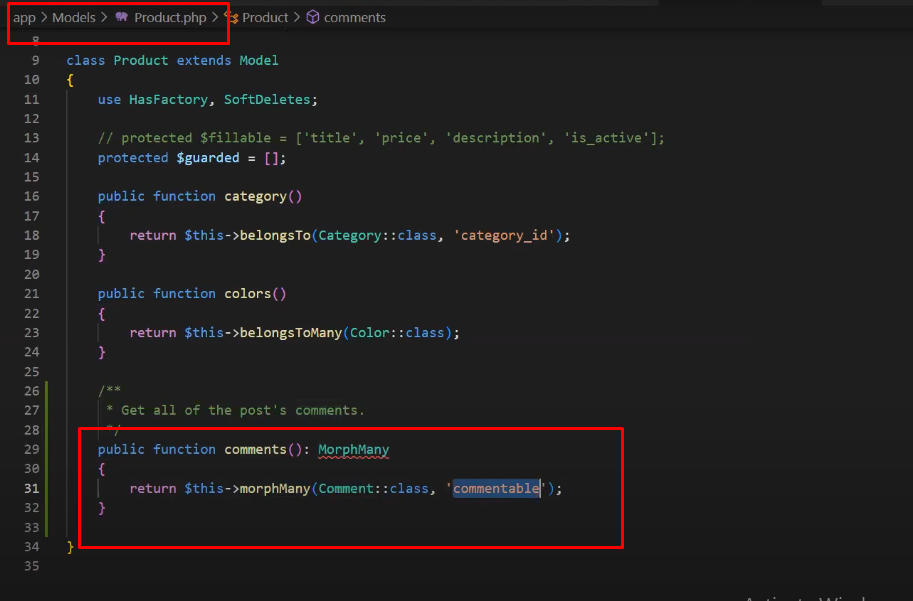 app > Models > Product.php > Product > comments
8
9 class Product extends Model
10 {
11     use HasFactory, SoftDeletes;
12
13     // protected $fillable = ['title', 'price', 'description', 'is_active'];
14     protected $guarded = [];
15
16     public function category()
17     {
18         return $this->belongsTo(Category::class, 'category_id');
19     }
20
21     public function colors()
22     {
23         return $this->belongsToMany(Color::class);
24     }
25
26     /**
27      * Get all of the post's comments.
28      */
29     public function comments(): MorphMany
30     {
31         return $this->morphMany(Comment::class, 'commentable');
32     }
33
34 }
35